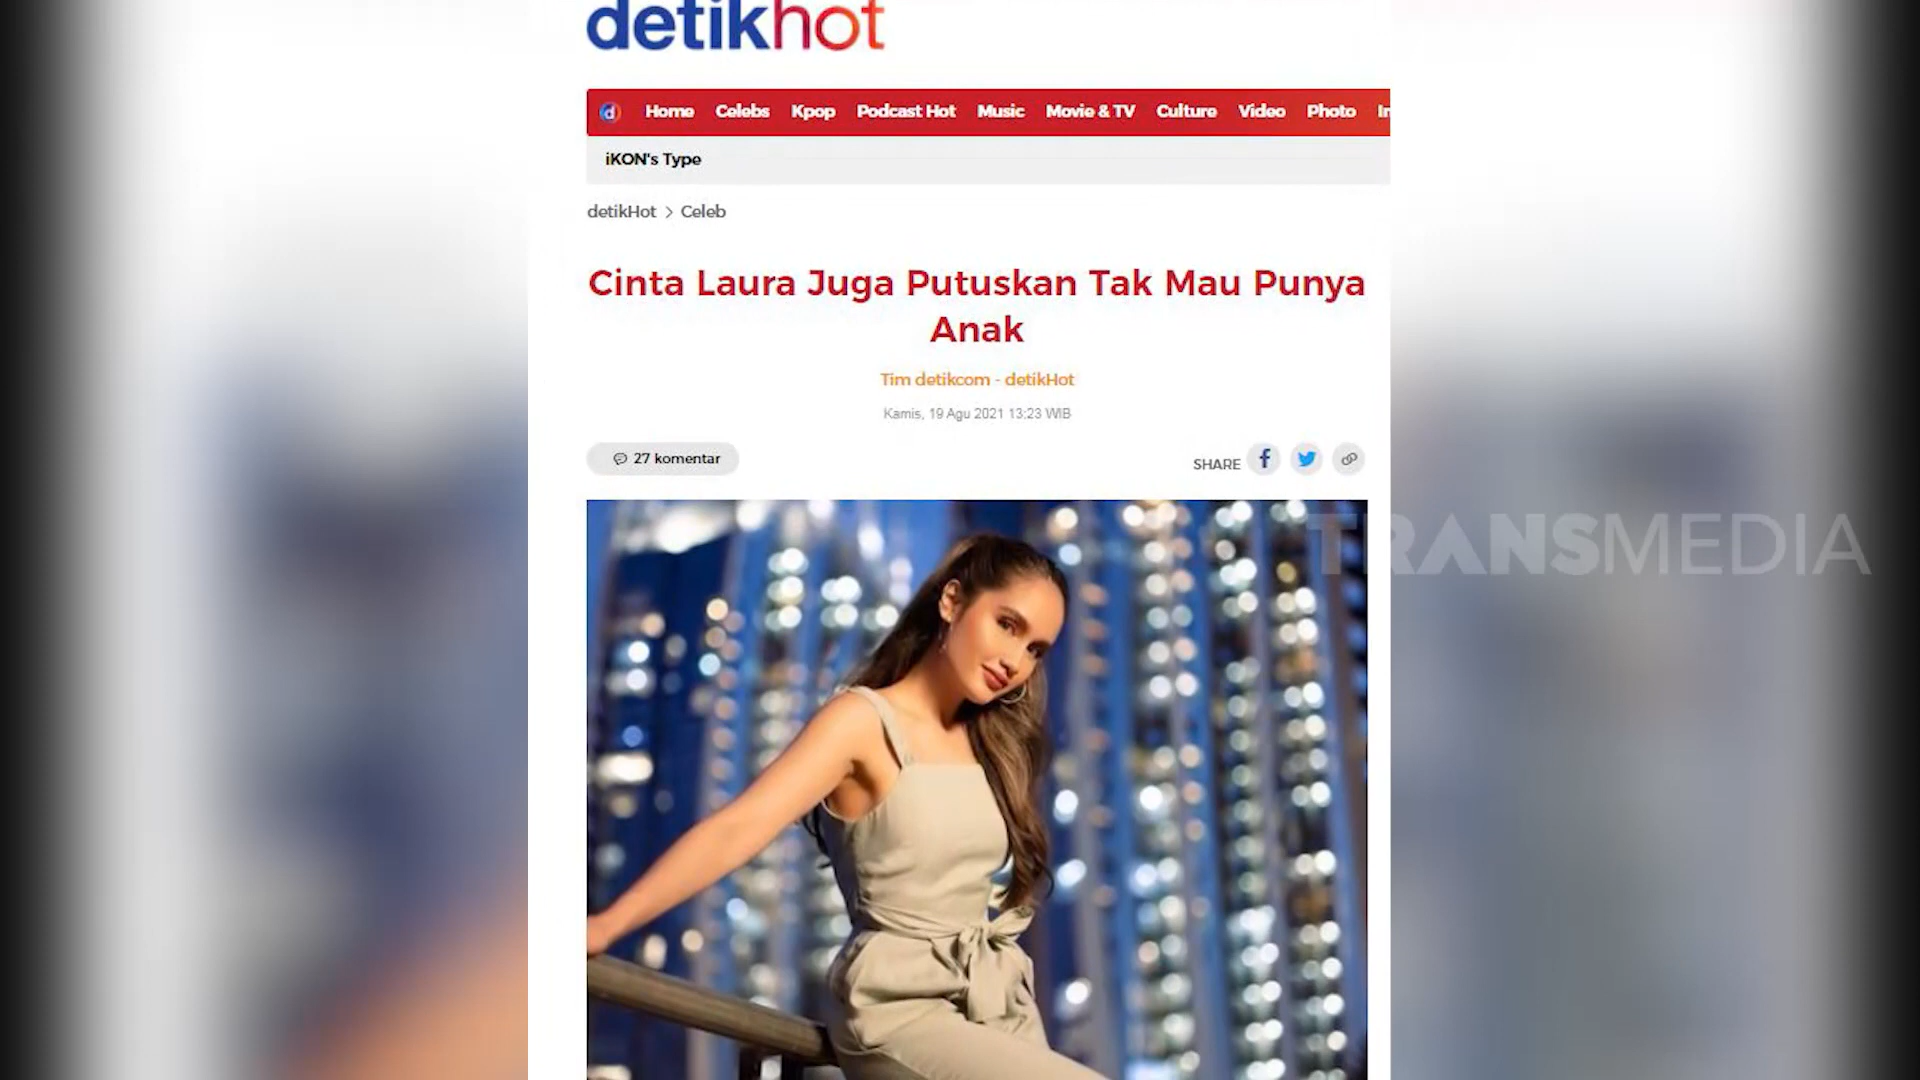 detikhot
Home Celebs Kpop Podcast Hot Music Movie & TV Culture Video Photo
iKON's Type
detikHot > Celeb
Cinta Laura Juga Putuskan Tak Mau Punya
Anak
Tim detikcom - detikHot
Kamis, 19 Agu 2021 13:23 WIB
27 komentar
SHARE
TRANSMEDIA